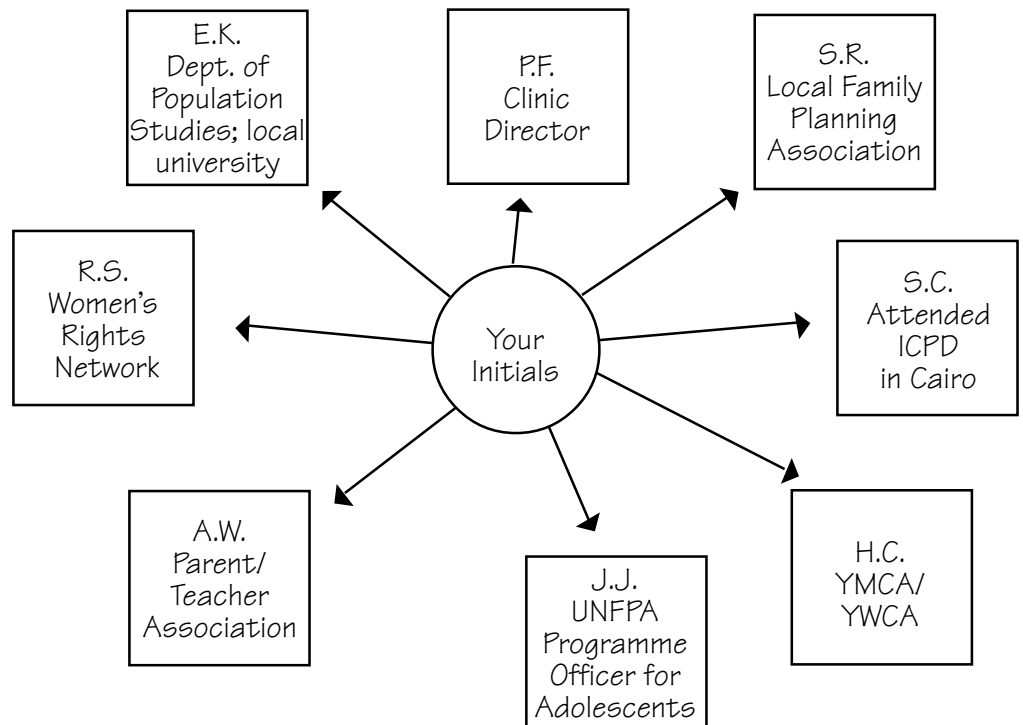 E.K.
Dept. of
Population
Studies; local
university
P.F.
Clinic
Director
S.R.
Local Family
Planning
Association
R.S.
Women's
Rights
Network
Your
Initials
S.C.
Attended
ICPD
in Cairo
A.W.
Parent/
Teacher
Association
J.J.
UNFPA
Programme
Officer for
Adolescents
H.C.
YMCA/
YWCA